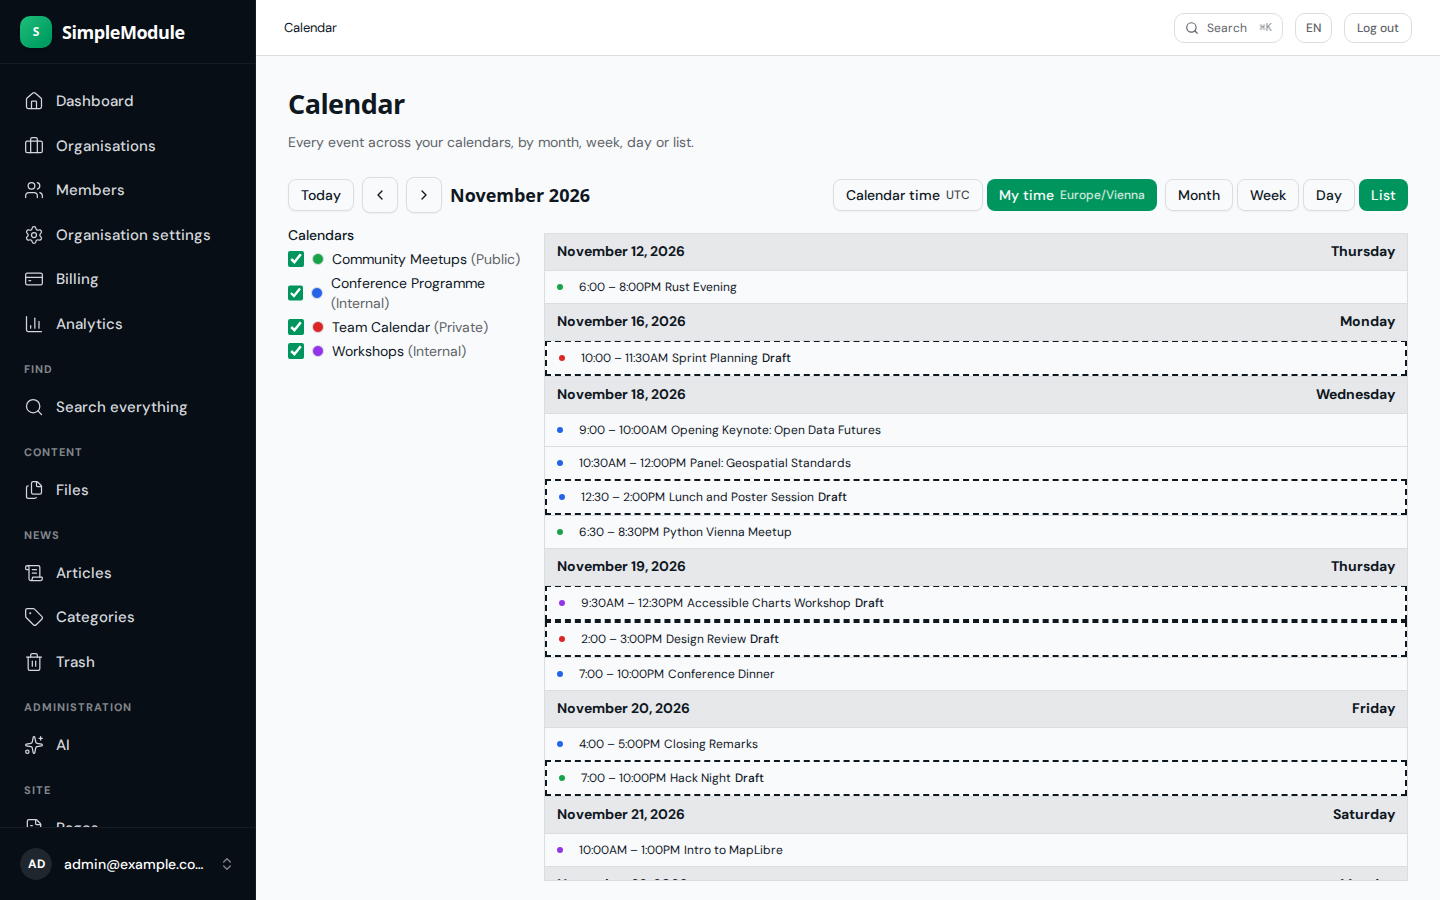 S
SimpleModule
Dashboard
Organisations
Members
Organisation settings
Billing
Analytics
FIND
Search everything
CONTENT
Files
NEWS
Articles
Categories
Trash
ADMINISTRATION
AI
SITE
Pages
AD admin@example.co...
Calendar
Search ⌘K EN Log out
Calendar
Every event across your calendars, by month, week, day or list.
Today November 2026 Calendar time UTC My time Europe/Vienna Month Week Day List
Calendars
Community Meetups (Public)
Conference Programme
(Internal)
Team Calendar (Private)
Workshops (Internal)
November 12, 2026 Thursday
6:00 – 8:00PM Rust Evening
November 16, 2026 Monday
10:00 – 11:30AM Sprint Planning Draft
November 18, 2026 Wednesday
9:00 – 10:00AM Opening Keynote: Open Data Futures
10:30AM – 12:00PM Panel: Geospatial Standards
12:30 – 2:00PM Lunch and Poster Session Draft
6:30 – 8:30PM Python Vienna Meetup
November 19, 2026 Thursday
9:30AM – 12:30PM Accessible Charts Workshop Draft
2:00 – 3:00PM Design Review Draft
7:00 – 10:00PM Conference Dinner
November 20, 2026 Friday
4:00 – 5:00PM Closing Remarks
7:00 – 10:00PM Hack Night Draft
November 21, 2026 Saturday
10:00AM – 1:00PM Intro to MapLibre